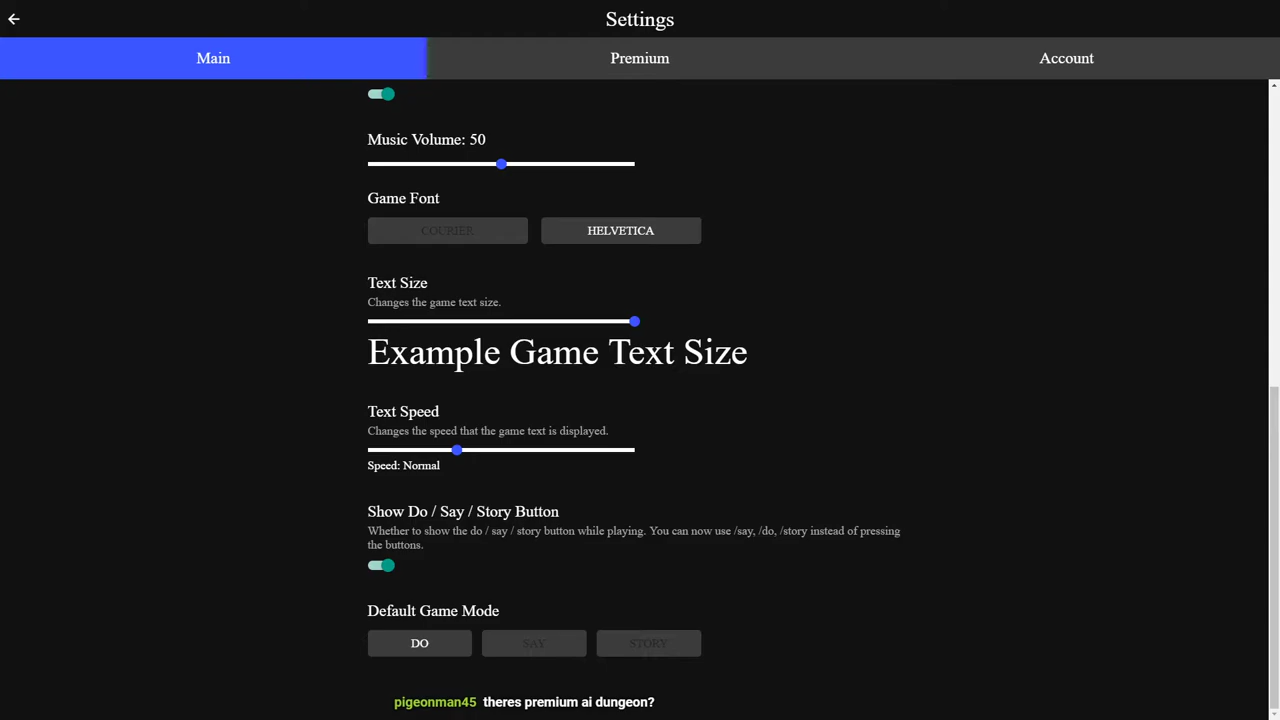 Settings
Main
Premium
Account
Music Volume: 50
Game Font
COURIER
HELVETICA
Text Size
Changes the game text size.
Example Game Text Size
Text Speed
Changes the speed that the game text is displayed.
Speed: Normal
Show Do / Say / Story Button
Whether to show the do / say / story button while playing. You can now use /say, /do, /story instead of pressing
the buttons.
Default Game Mode
DO
SAY
STORY
pigeonman45 theres premium ai dungeon?